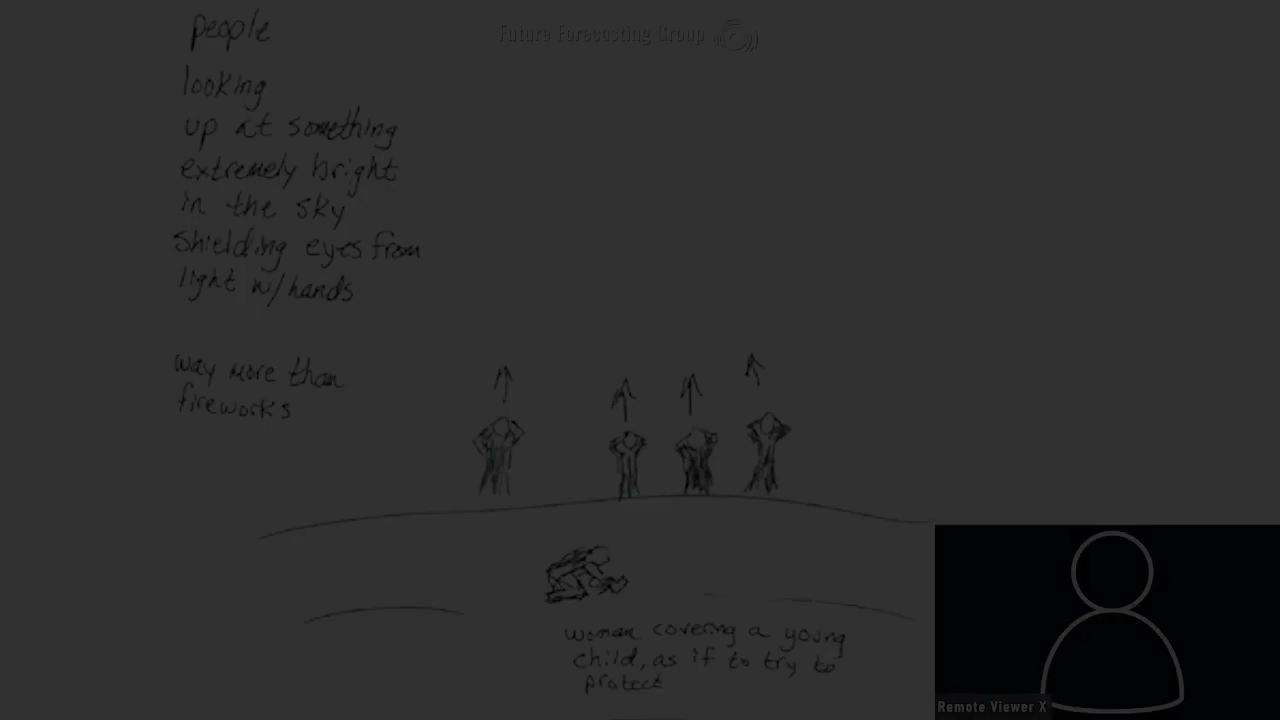 Future Forecasting Group
people
looking
up at something
extremely bright
in the sky
shielding eyes from
light w/hands
way more than
fireworks
woman covering a young
child, as if to try to
protect
Remote Viewer X